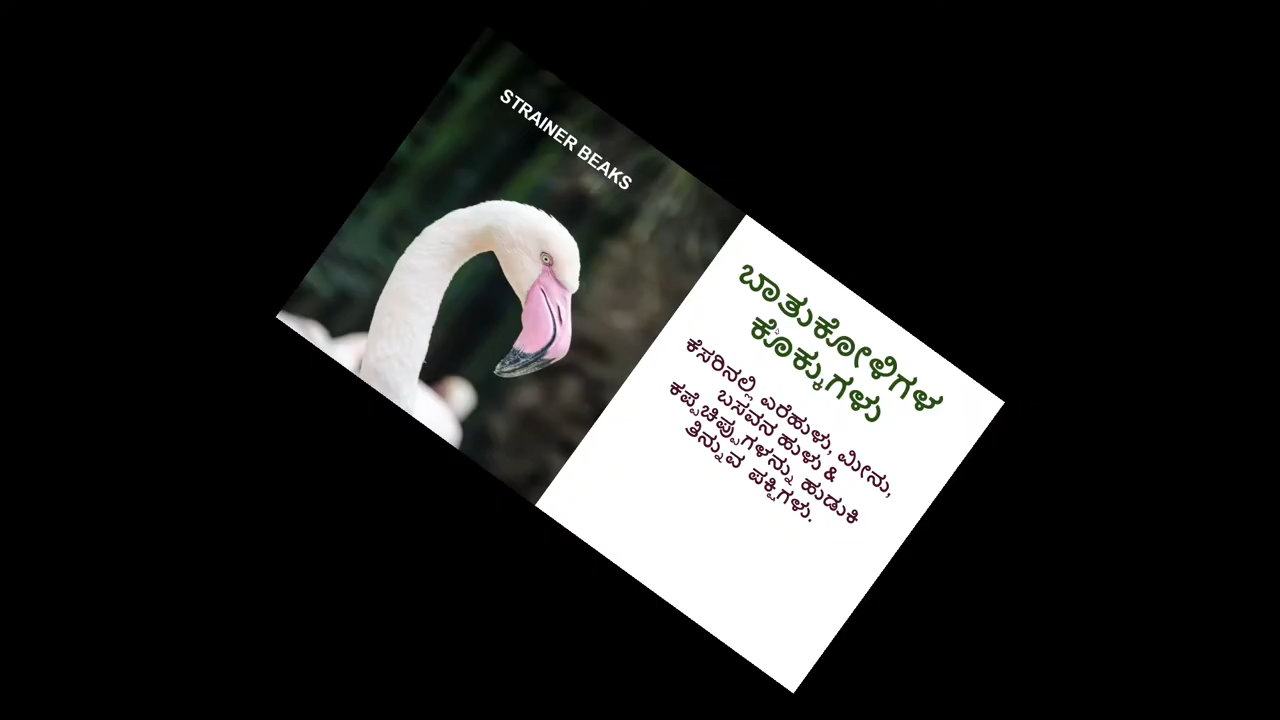 STRAINER BEAKS
ಬಾತುಕೋಳಿಗಳ
ಕೊಕ್ಕುಗಳು
ಕೆಸರಿನಲ್ಲಿ ಎರೆಹುಳು, ಮೀನು,
ಬಸವನ ಹುಳು &
ಕಪ್ಪೆಚಿಪ್ಪುಗಳನ್ನು ಹುಡುಕಿ
ತಿನ್ನುವ ಪಕ್ಷಿಗಳು.